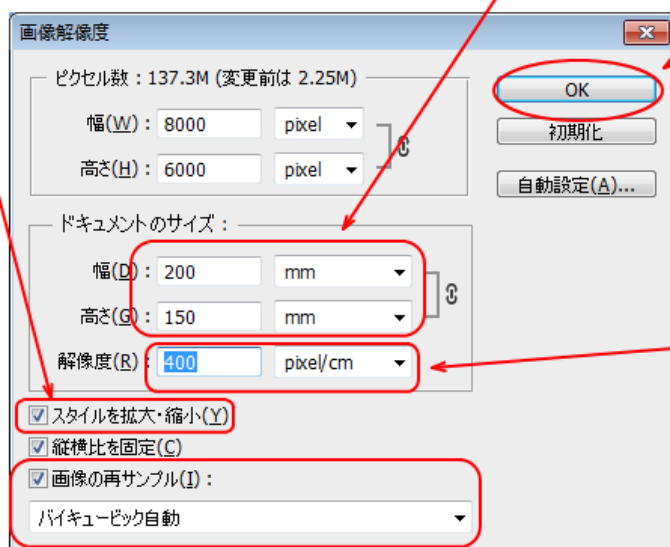 画像解像度
ピクセル数：137.3M (変更前は 2.25M)
幅(W)： 8000 pixel
高さ(H)： 6000 pixel
OK
初期化
自動設定(A)...
ドキュメントのサイズ：
幅(D)： 200 mm
高さ(G)： 150 mm
解像度(R)： 400 pixel/cm
スタイルを拡大・縮小(Y)
縦横比を固定(C)
画像の再サンプル(I)：
バイキュービック自動